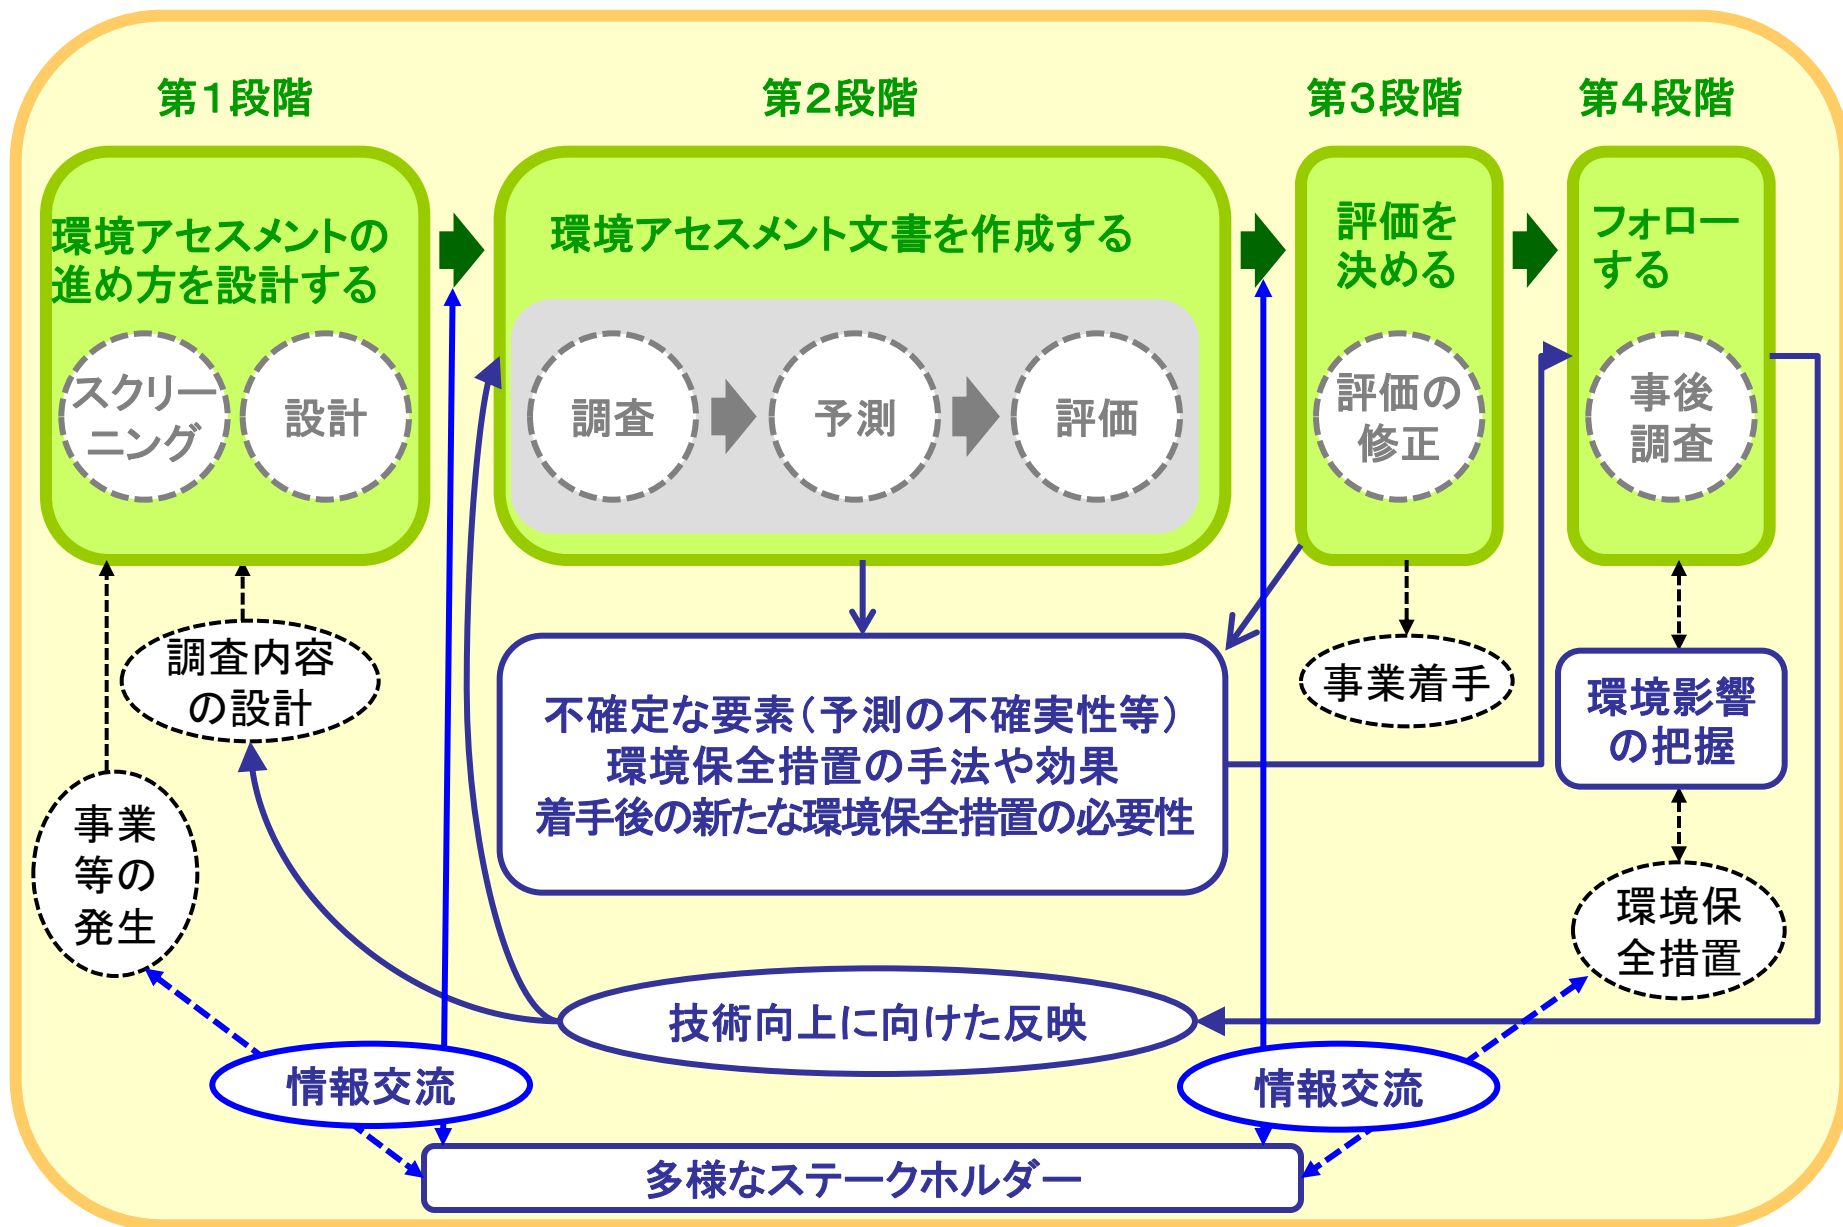 第1段階
第2段階
第3段階
第4段階
環境アセスメントの
進め方を設計する
スクリー
ニング
設計
環境アセスメント文書を作成する
調査
予測
評価
評価を
決める
評価の
修正
フォロー
する
事後
調査
調査内容
の設計
事業
等の
発生
不確定な要素（予測の不確実性等）
環境保全措置の手法や効果
着手後の新たな環境保全措置の必要性
事業着手
環境影響
の把握
環境保
全措置
技術向上に向けた反映
情報交流
情報交流
多様なステークホルダー